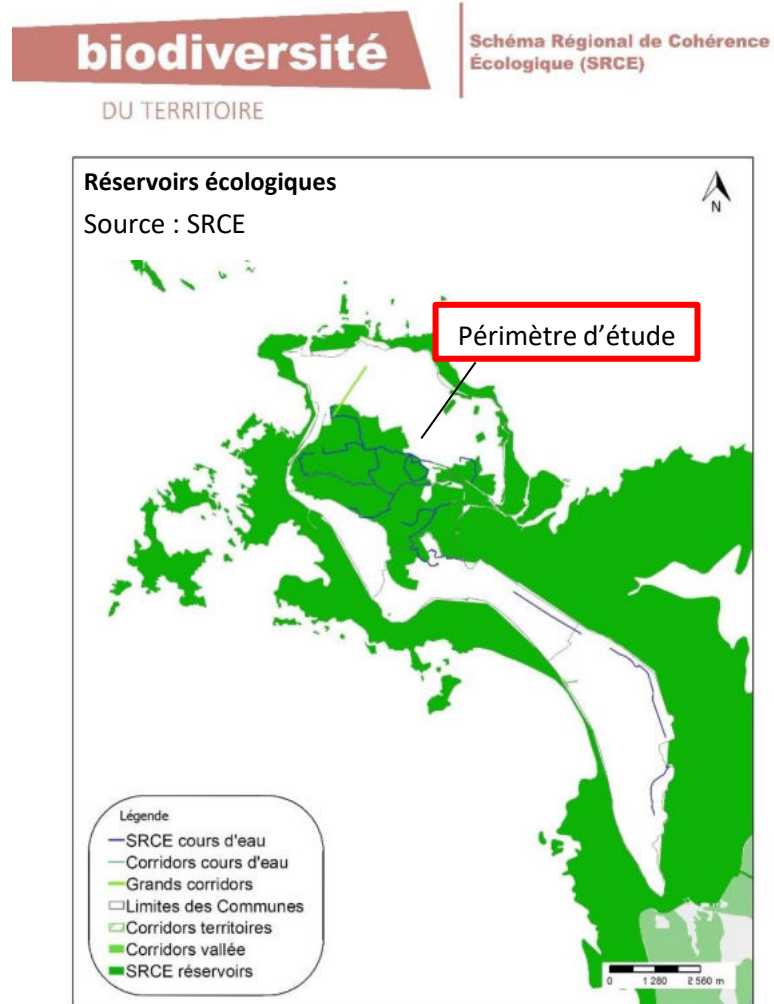 biodiversité
Schéma Régional de Cohérence
Écologique (SRCE)
DU TERRITOIRE
Réservoirs écologiques
Source : SRCE
N
Périmètre d’étude
Légende
SRCE cours d'eau
Corridors cours d'eau
Grands corridors
Limites des Communes
Corridors territoires
Corridors vallée
SRCE réservoirs
0 1 280 2 560 m